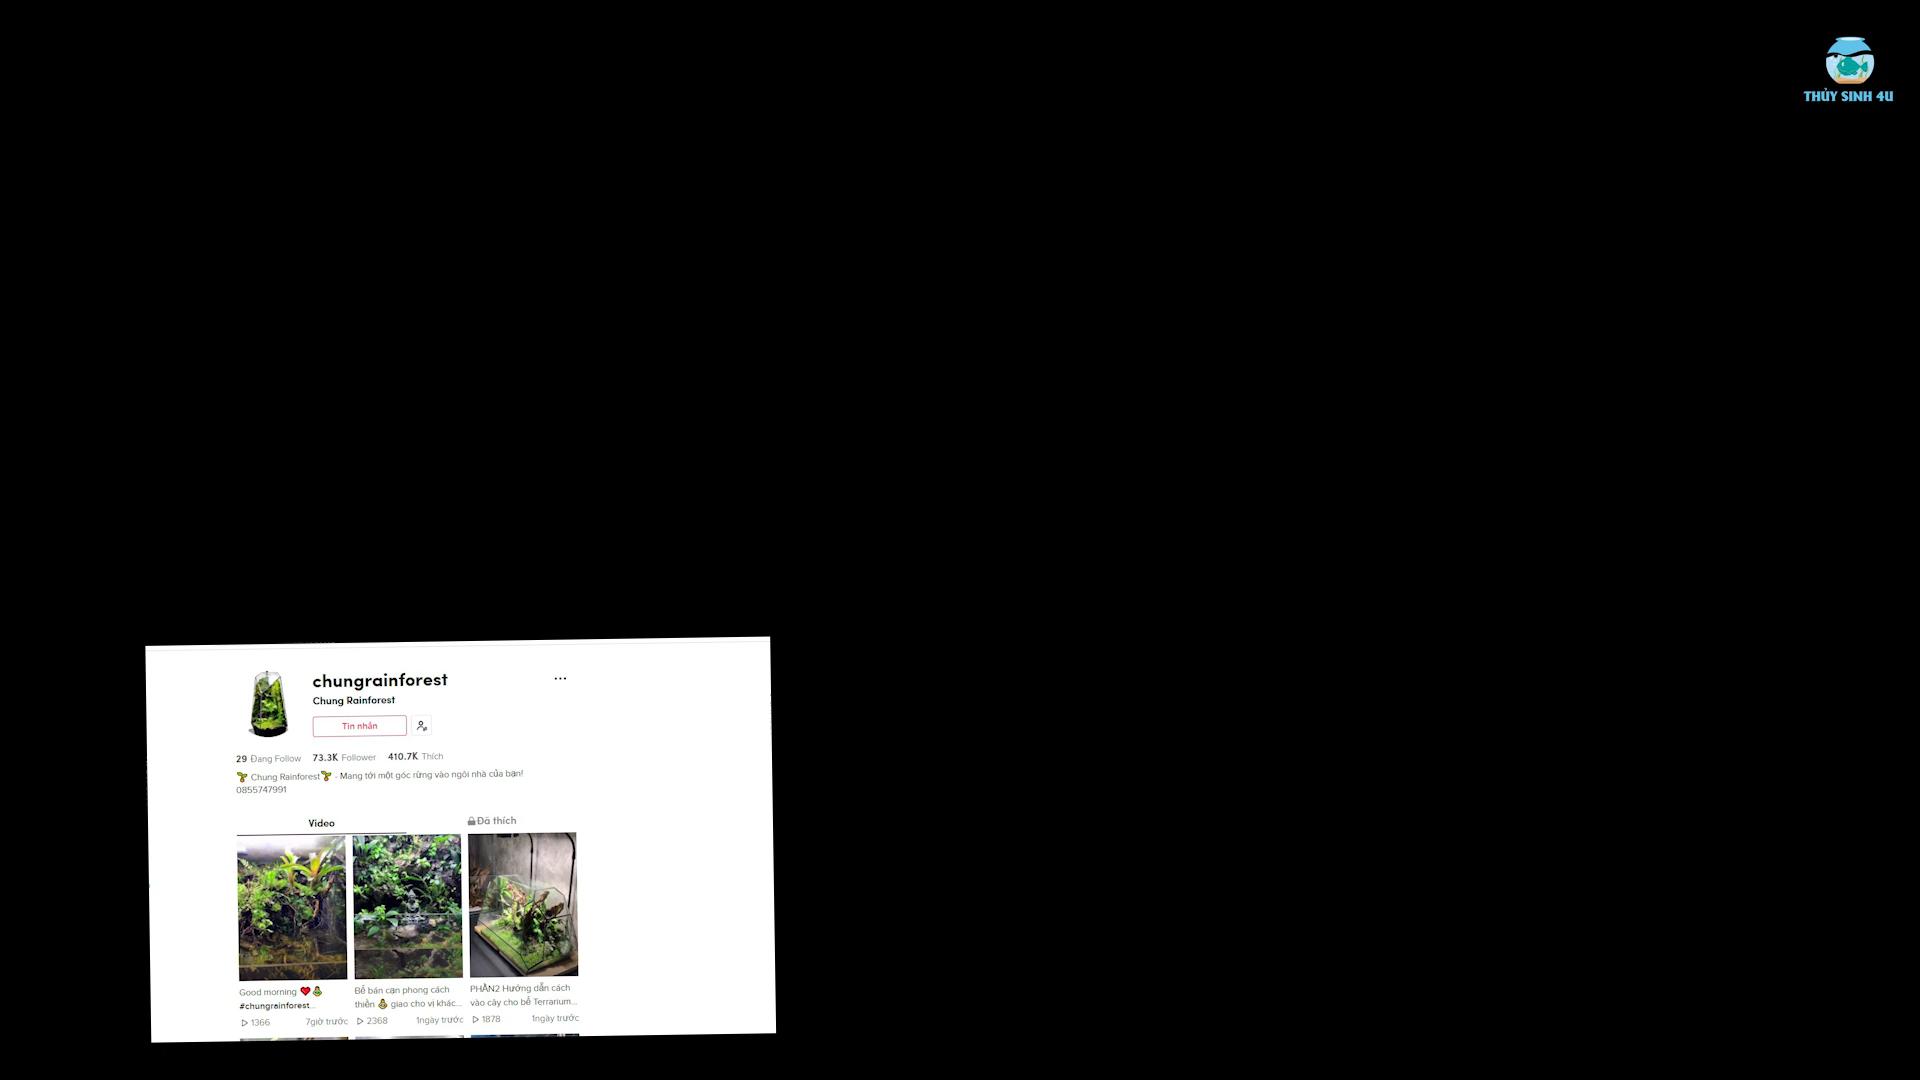 THỦY SINH 4U
chungrainforest
...
Chung Rainforest
Tin nhắn
29 Đang Follow 73.3K Follower 410.7K Thích
🌱 Chung Rainforest🌱 - Mang tới một góc rừng vào ngôi nhà của bạn!
0855747991
Video
Đã thích
Good morning ❤️
#chungrainforest...
1366 7giờ trước
Bể bán cạn phong cách
thiền giao cho vị khác...
2368 1ngày trước
PHẦN2 Hướng dẫn cách
vào cây cho bể Terrarium...
1878 1ngày trước